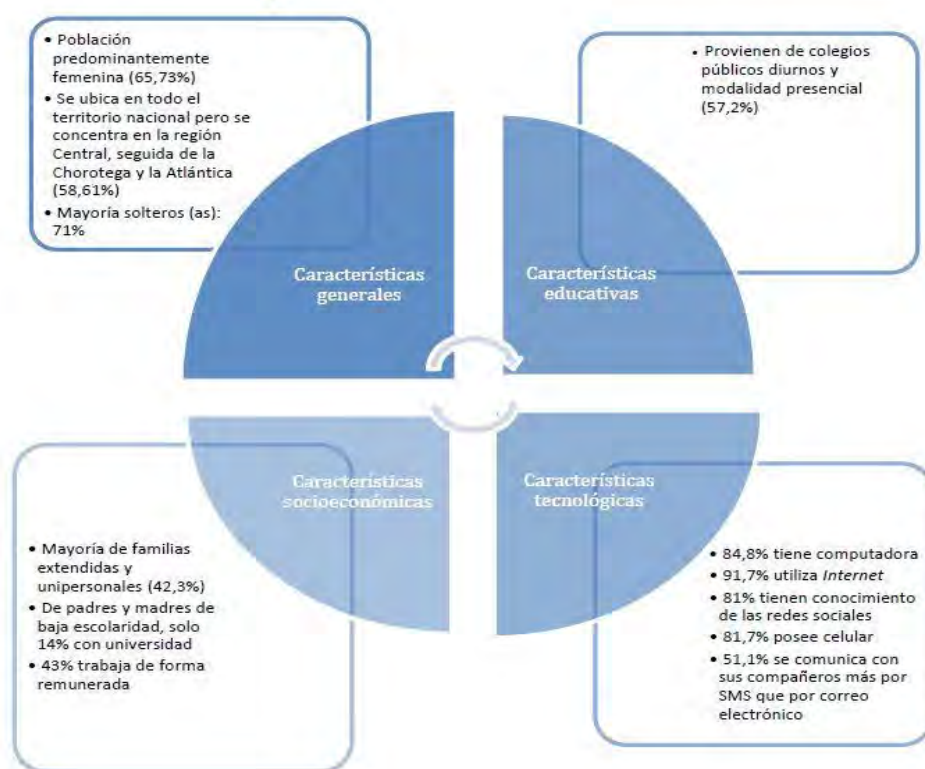 • Población
predominantemente
femenina (65,73%)
• Se ubica en todo el
territorio nacional pero se
concentra en la región
Central, seguida de la
Chorotega y la Atlántica
(58,61%)
• Mayoría solteros (as):
71%
• Provienen de colegios
públicos diurnos y
modalidad presencial
(57,2%)
Características
generales
Características
educativas
Características
socioeconómicas
Características
tecnológicas
• Mayoría de familias
extendidas y
unipersonales (42,3%)
• De padres y madres de
baja escolaridad, solo
14% con universidad
• 43% trabaja de forma
remunerada
• 84,8% tiene computadora
• 91,7% utiliza Internet
• 81% tienen conocimiento
de las redes sociales
• 81,7% posee celular
• 51,1% se comunica con
sus compañeros más por
SMS que por correo
electrónico